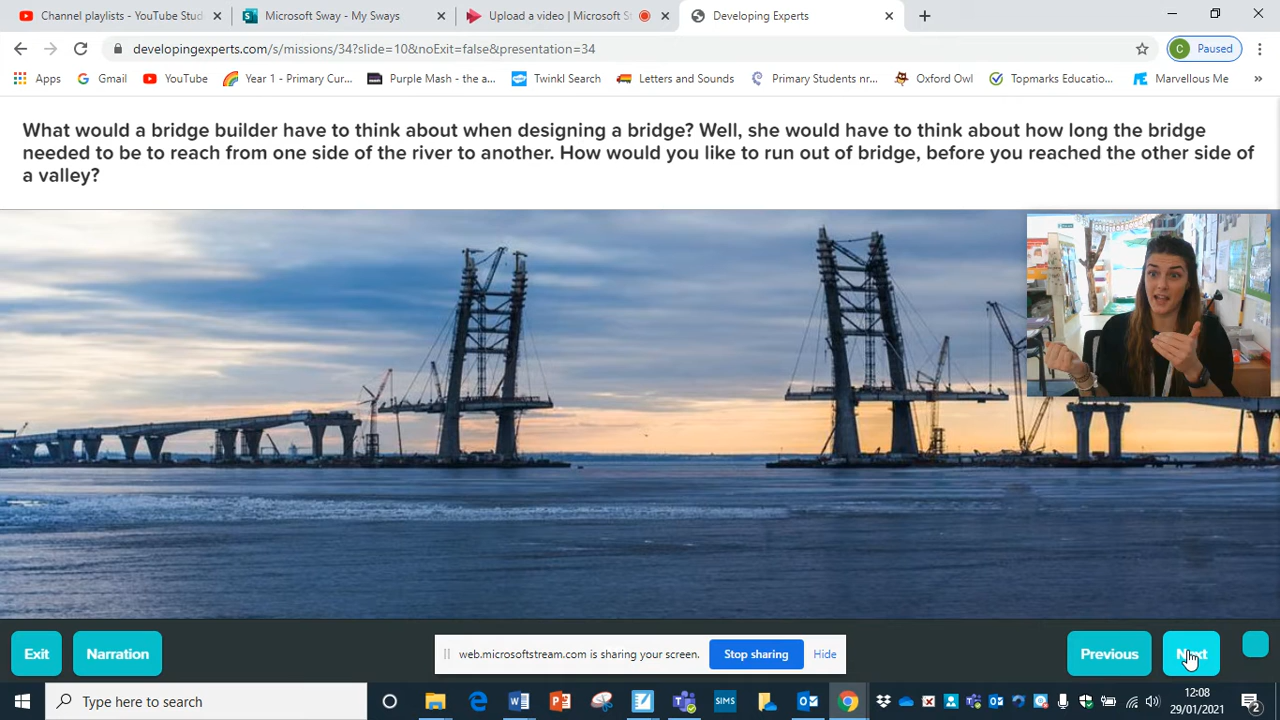 Channel playlists - YouTube Stud
Microsoft Sway - My Sways
Upload a video | Microsoft St
Developing Experts
developingexperts.com/s/missions/34?slide=10&noExit=false&presentation=34
C Paused
Apps
Gmail
YouTube
Year 1 - Primary Cur...
Purple Mash - the a...
Twinkl Search
Letters and Sounds
Primary Students nr...
Oxford Owl
Topmarks Educatio...
Marvellous
What would a bridge builder have to think about when designing a bridge? Well, she would have to think about how long the bridge
needed to be to reach from one side of the river to another. How would you like to run out of bridge, before you reached the other side of
a valley?
Exit
Narration
web.microsoftstream.com is sharing your screen.
Stop sharing
Hide
Previous
Next
Type here to search
SIMS
12:08
29/01/2021
2